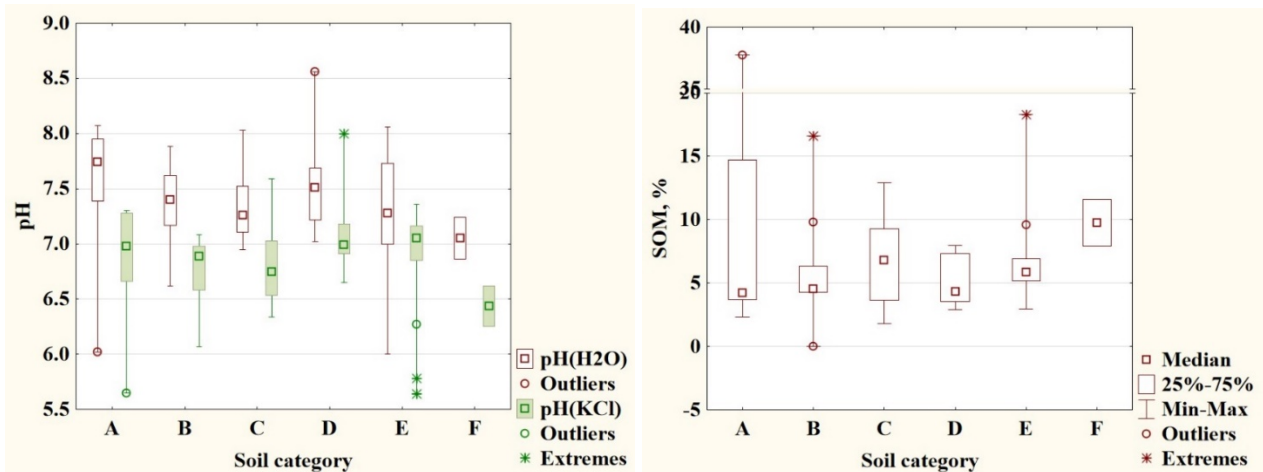 9.0
8.5
8.0
7.5
7.0
6.5
6.0
5.5
pH
A B C D E F
Soil category
pH(H2O)
Outliers
pH(KCl)
Outliers
Extremes
40
35
20
15
10
5
0
-5
SOM, %
A B C D E F
Soil category
Median
25%-75%
Min-Max
Outliers
Extremes